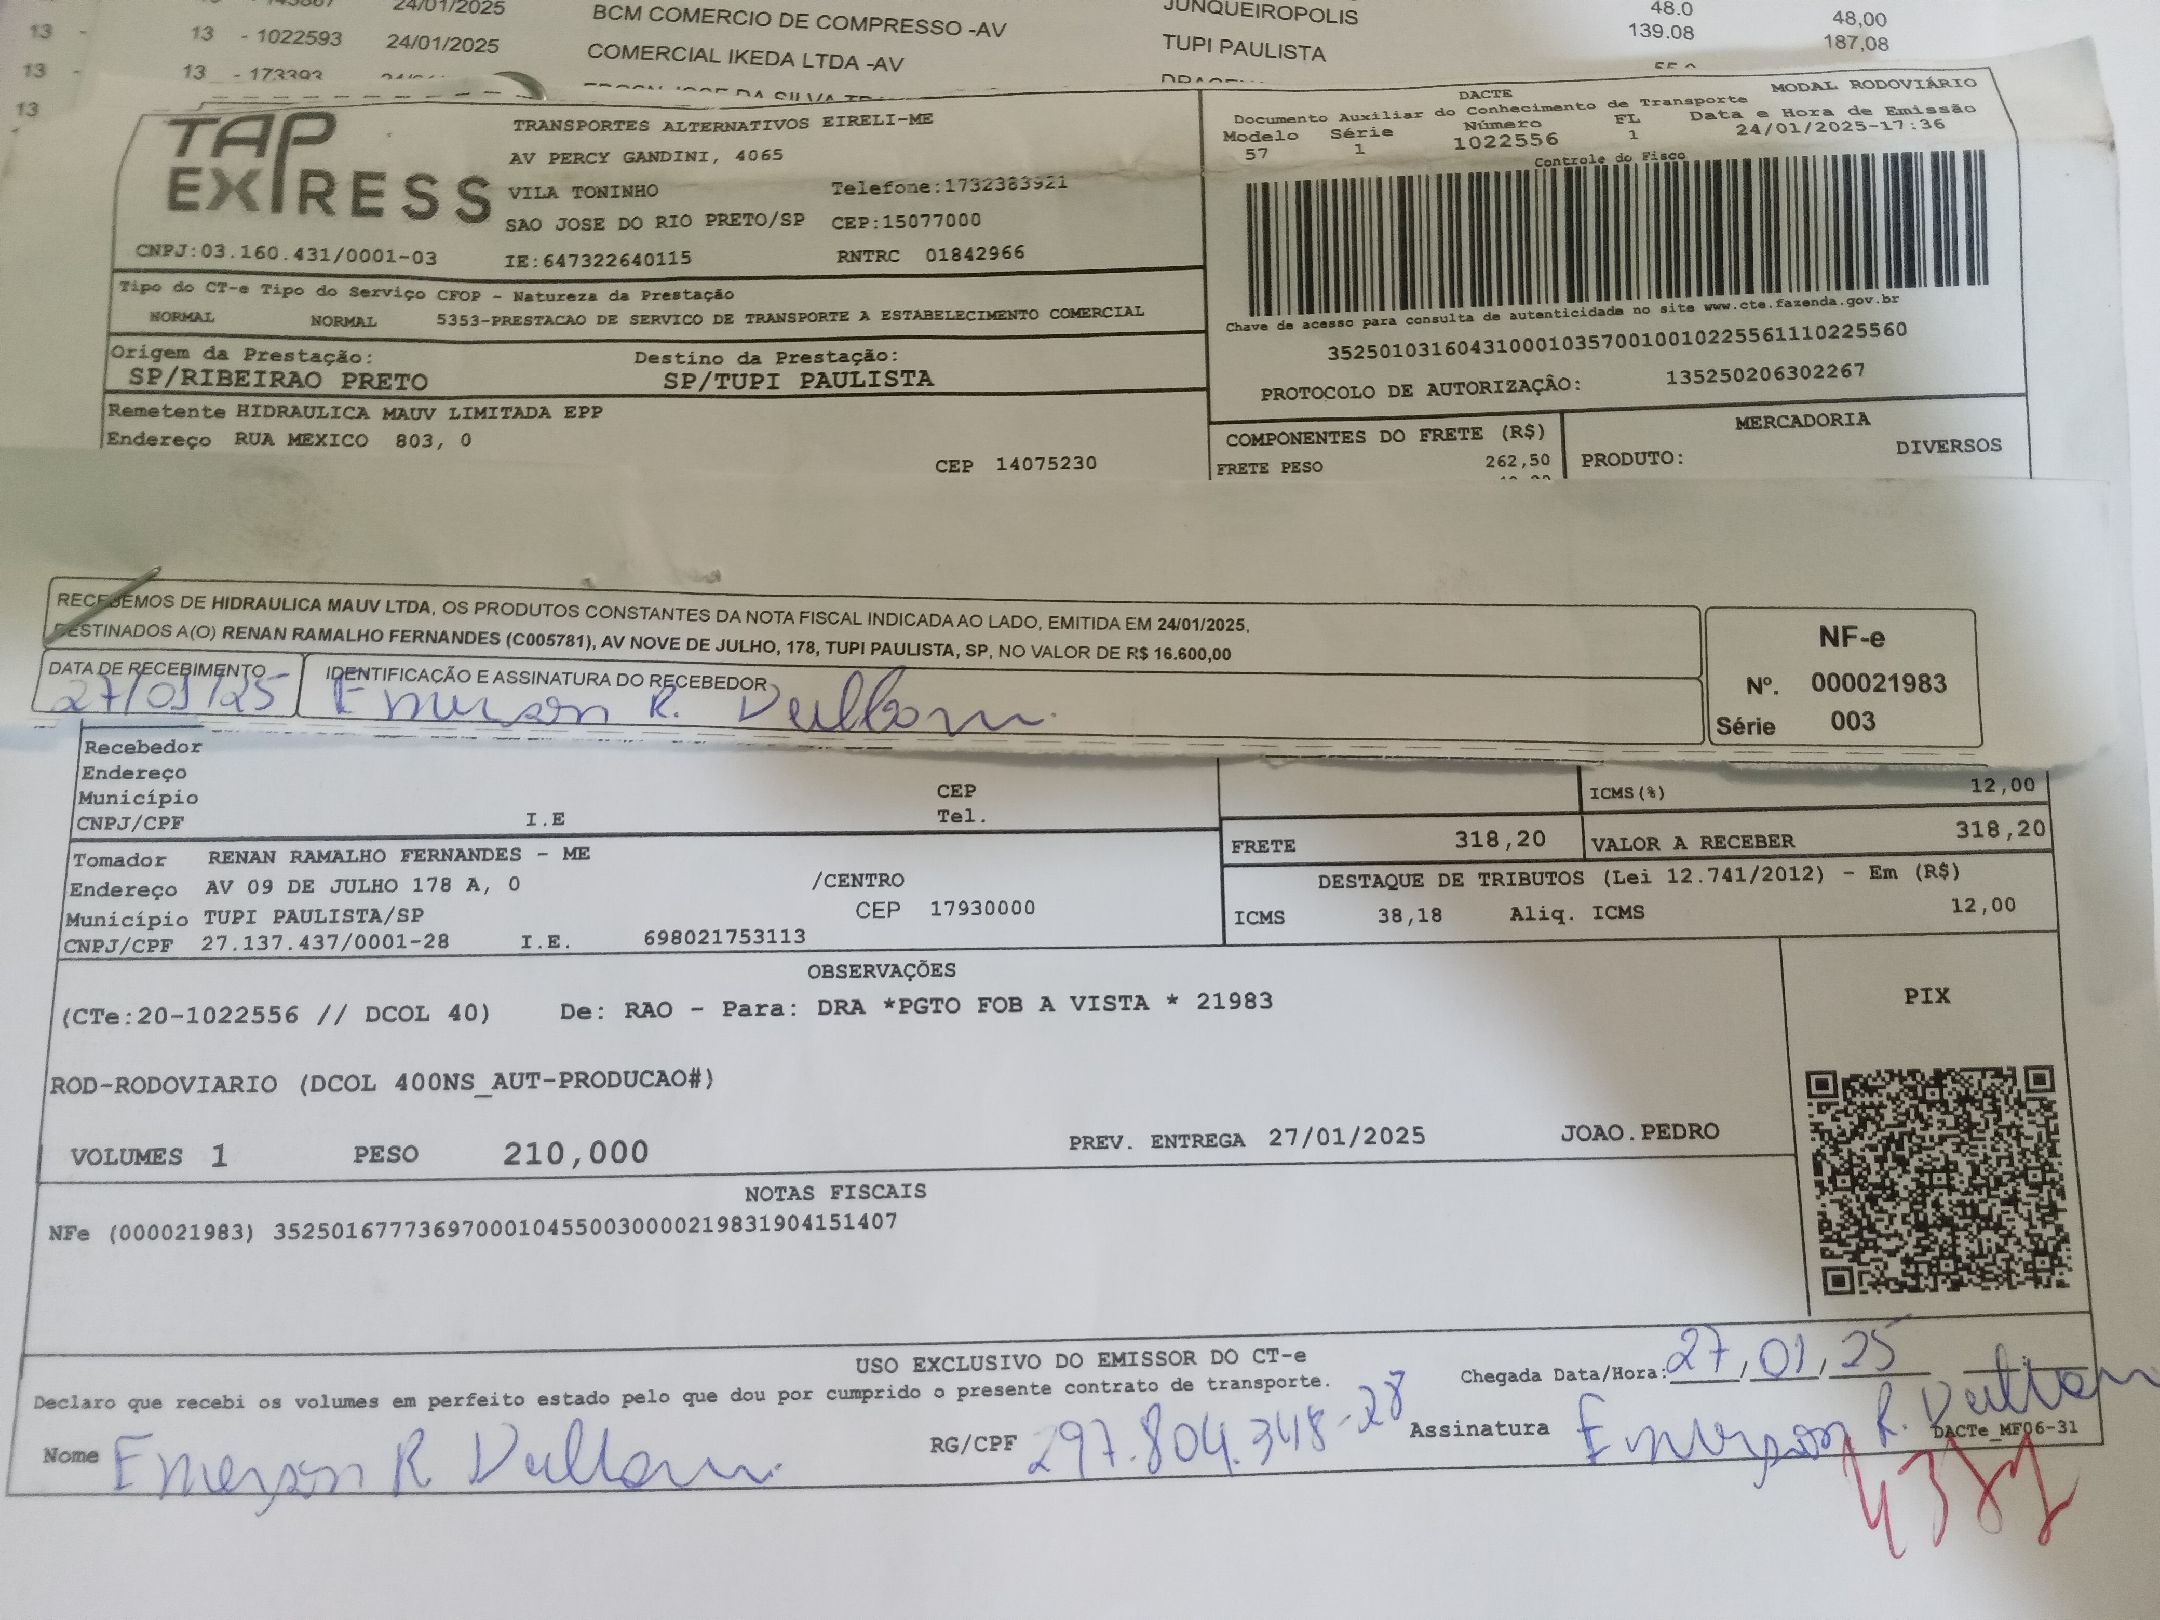 24/01/2025 BCM COMERCIO DE COMPRESSO -AV JUNQUEIROPOLIS 48.0 48,00
13 - 13 - 1022593 24/01/2025 COMERCIAL IKEDA LTDA -AV TUPI PAULISTA 139.08 187,08
13 - 13 - 173393
13
TAP EXPRESS
TRANSPORTES ALTERNATIVOS EIRELI-ME
AV PERCY GANDINI, 4065
VILA TONINHO Telefone:1732383921
SAO JOSE DO RIO PRETO/SP CEP:15077000
CNPJ:03.160.431/0001-03 IE:647322640115 RNTRC 01842966
DACTE MODAL RODOVIÁRIO
Documento Auxiliar do Conhecimento de Transporte
Modelo Série Número FL Data e Hora de Emissão
57 1 1022556 1 24/01/2025-17:36
Controle do Fisco
Chave de acesso para consulta de autenticidade no site www.cte.fazenda.gov.br
35250103160431000103570010010225561110225560
PROTOCOLO DE AUTORIZAÇÃO: 135250206302267
Tipo do CT-e Tipo do Serviço CFOP - Natureza da Prestação
NORMAL NORMAL 5353-PRESTACAO DE SERVICO DE TRANSPORTE A ESTABELECIMENTO COMERCIAL
Origem da Prestação: Destino da Prestação:
SP/RIBEIRAO PRETO SP/TUPI PAULISTA
Remetente HIDRAULICA MAUV LIMITADA EPP
Endereço RUA MEXICO 803, 0
CEP 14075230
COMPONENTES DO FRETE (R$) MERCADORIA
FRETE PESO 262,50 PRODUTO: DIVERSOS
RECEBEMOS DE HIDRAULICA MAUV LTDA, OS PRODUTOS CONSTANTES DA NOTA FISCAL INDICADA AO LADO, EMITIDA EM 24/01/2025,
DESTINADOS A(O) RENAN RAMALHO FERNANDES (C005781), AV NOVE DE JULHO, 178, TUPI PAULISTA, SP, NO VALOR DE R$ 16.600,00
DATA DE RECEBIMENTO IDENTIFICAÇÃO E ASSINATURA DO RECEBEDOR
27/01/25 Emerson R.
NF-e
Nº. 000021983
Série 003
Recebedor
Endereço
Município CEP
CNPJ/CPF I.E Tel.
ICMS(%) 12,00
FRETE 318,20 VALOR A RECEBER 318,20
Tomador RENAN RAMALHO FERNANDES - ME
Endereço AV 09 DE JULHO 178 A, 0 /CENTRO
Município TUPI PAULISTA/SP CEP 17930000
CNPJ/CPF 27.137.437/0001-28 I.E. 698021753113
DESTAQUE DE TRIBUTOS (Lei 12.741/2012) - Em (R$)
ICMS 38,18 Aliq. ICMS 12,00
OBSERVAÇÕES
(CTe:20-1022556 // DCOL 40) De: RAO - Para: DRA *PGTO FOB A VISTA * 21983
PIX
ROD-RODOVIARIO (DCOL 400NS_AUT-PRODUCAO#)
VOLUMES 1 PESO 210,000 PREV. ENTREGA 27/01/2025 JOAO.PEDRO
NOTAS FISCAIS
NFe (000021983) 35250167773697000104550030000219831904151407
USO EXCLUSIVO DO EMISSOR DO CT-e
Declaro que recebi os volumes em perfeito estado pelo que dou por cumprido o presente contrato de transporte.
Chegada Data/Hora: 27/01/25
Nome Emerson R. RG/CPF 297.804.348-28 Assinatura Emerson R.
DACTe_MF06-31